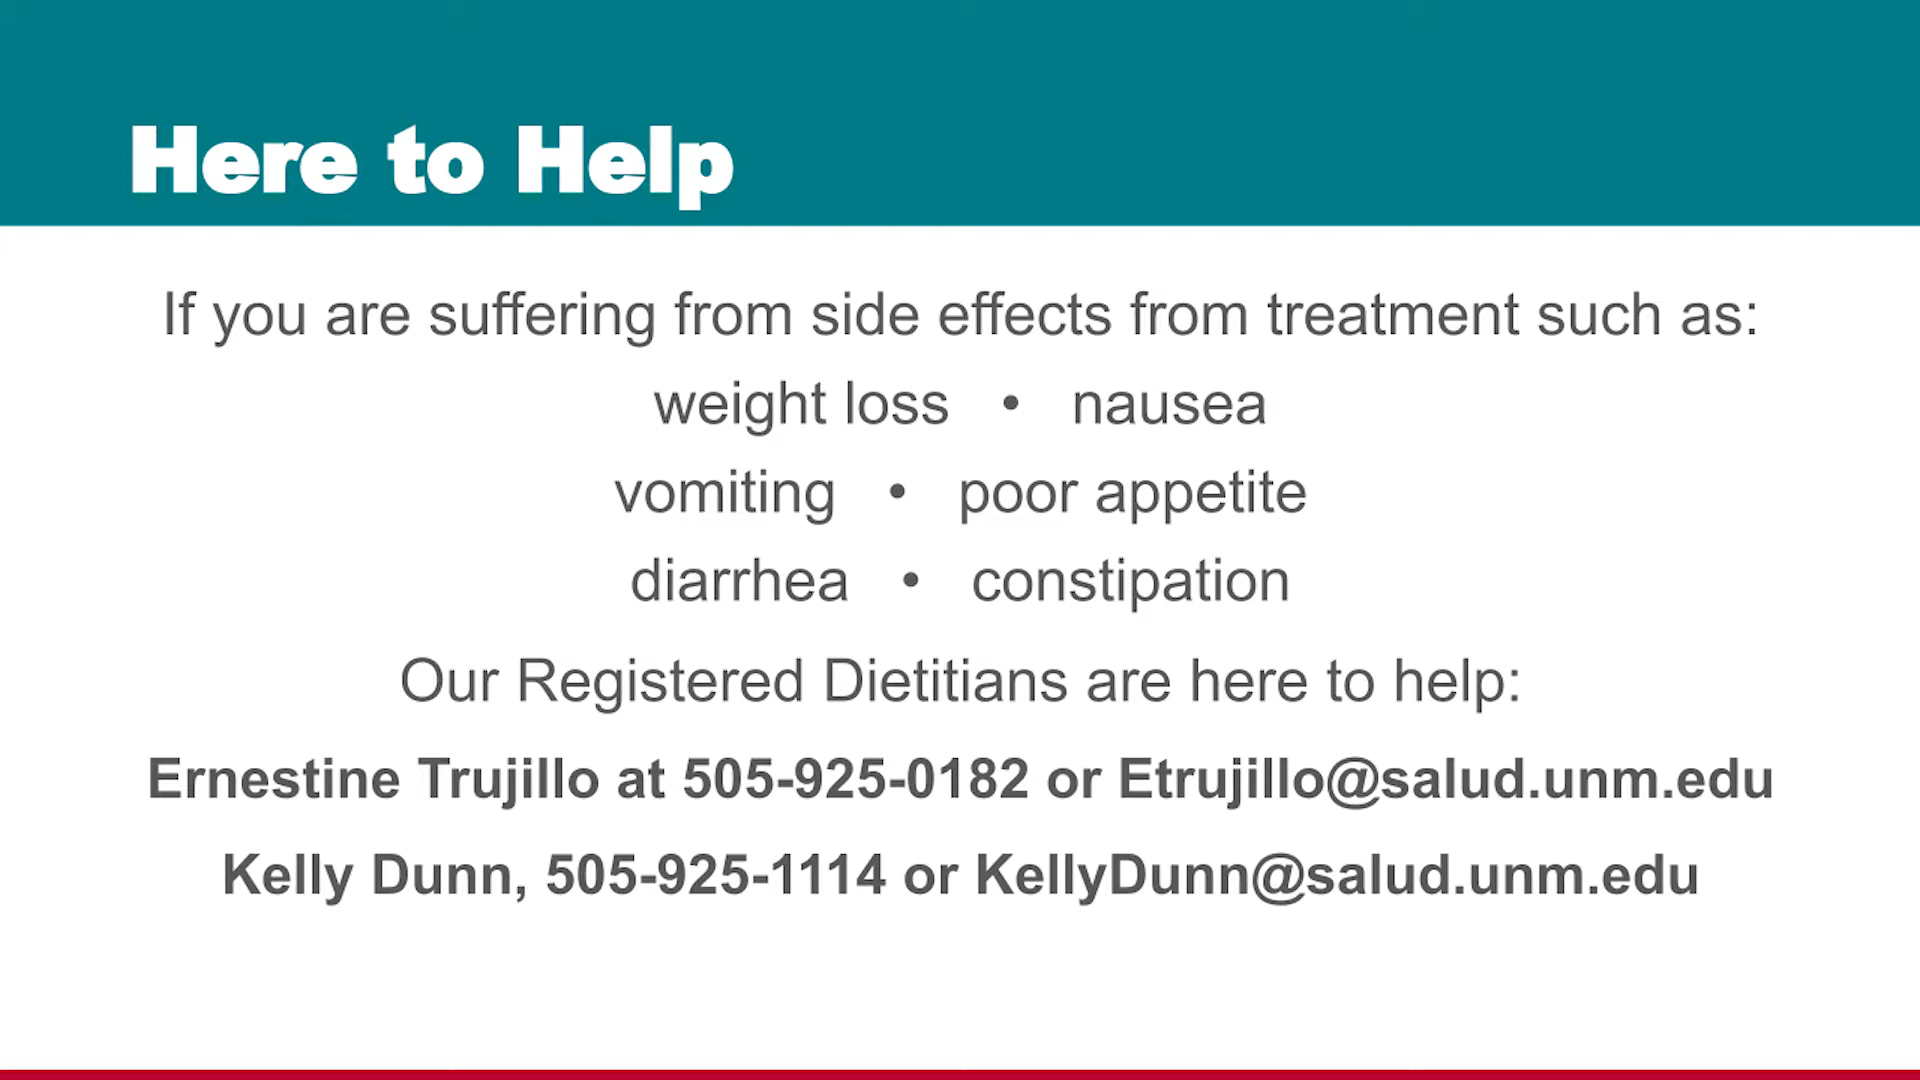 Here to Help
If you are suffering from side effects from treatment such as:
weight loss • nausea
vomiting • poor appetite
diarrhea • constipation
Our Registered Dietitians are here to help:
Ernestine Trujillo at 505-925-0182 or Etrujillo@salud.unm.edu
Kelly Dunn, 505-925-1114 or KellyDunn@salud.unm.edu